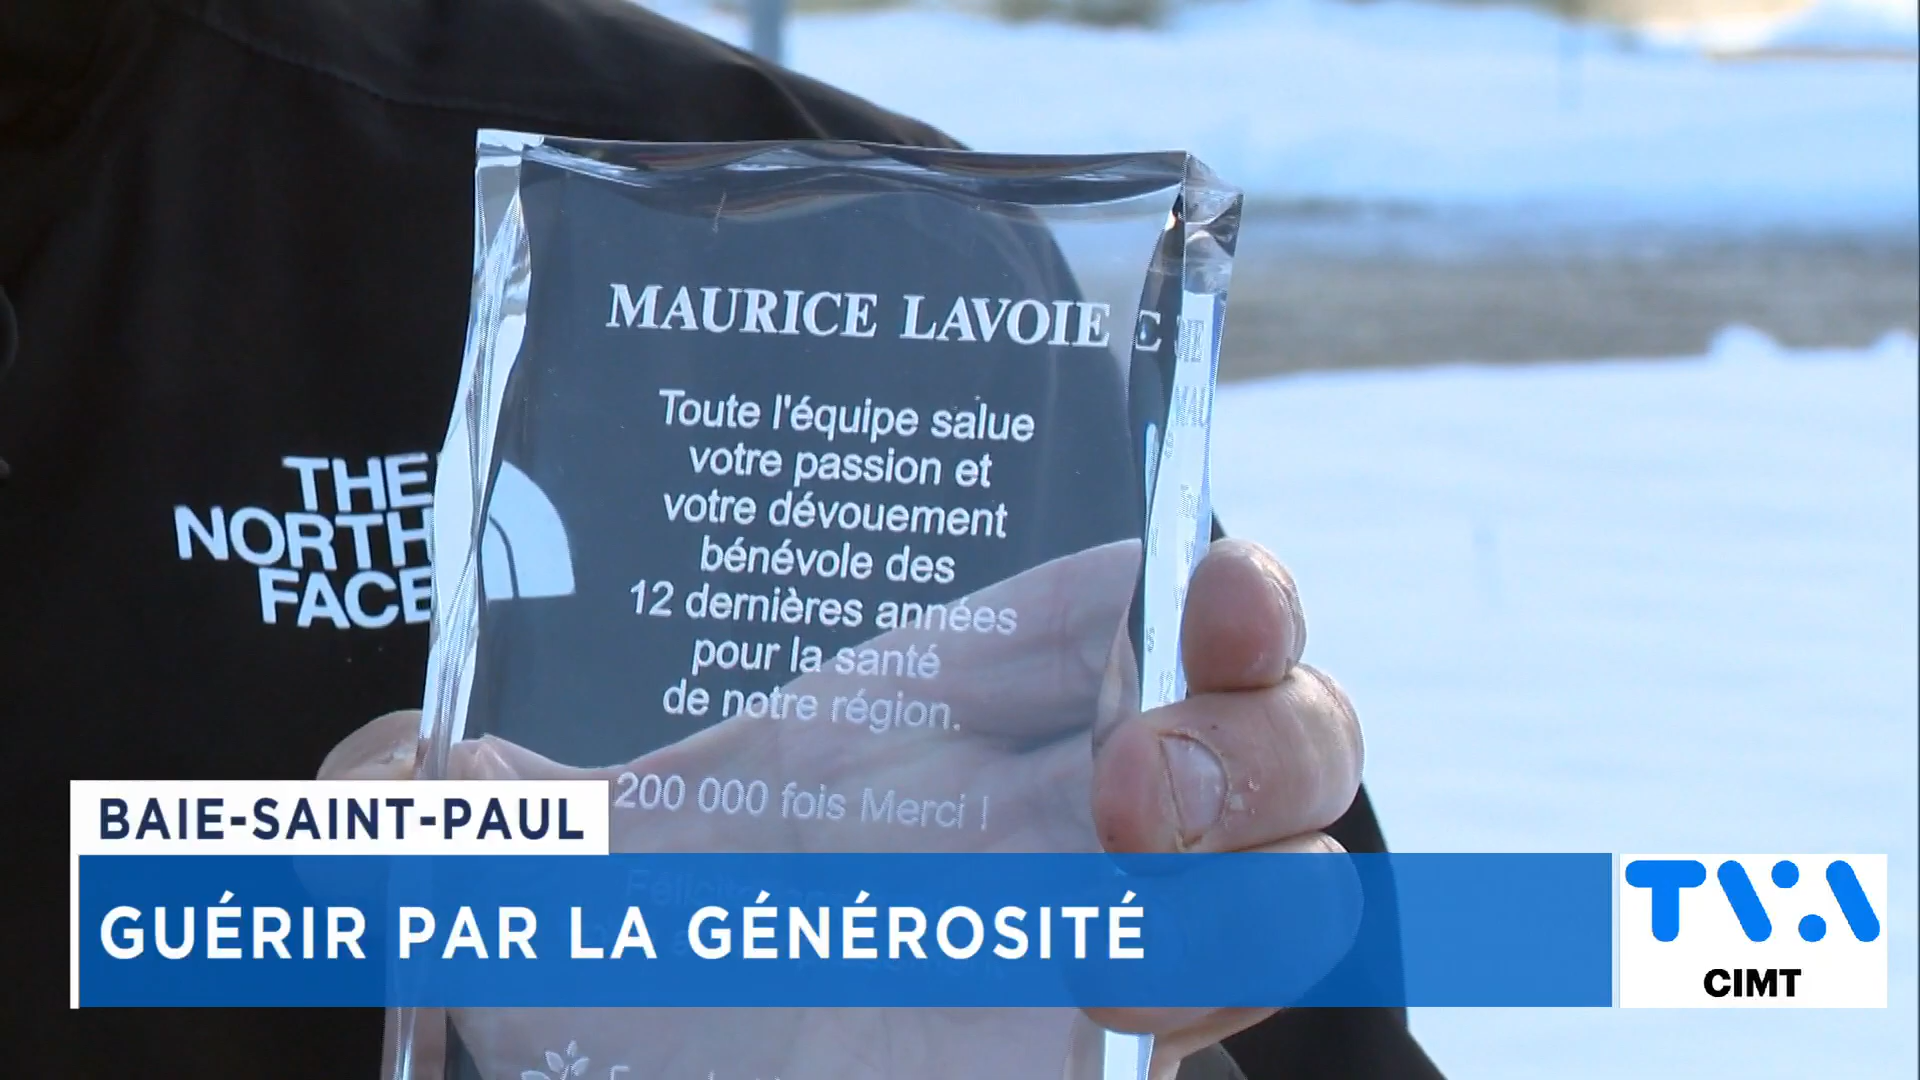 MAURICE LAVOIE
Toute l'équipe salue
votre passion et
votre dévouement
bénévole des
12 dernières années
pour la santé
de notre région.
200 000 fois Merci !
THE
NORTH
FACE
BAIE-SAINT-PAUL
GUÉRIR PAR LA GÉNÉROSITÉ
TVA
CIMT